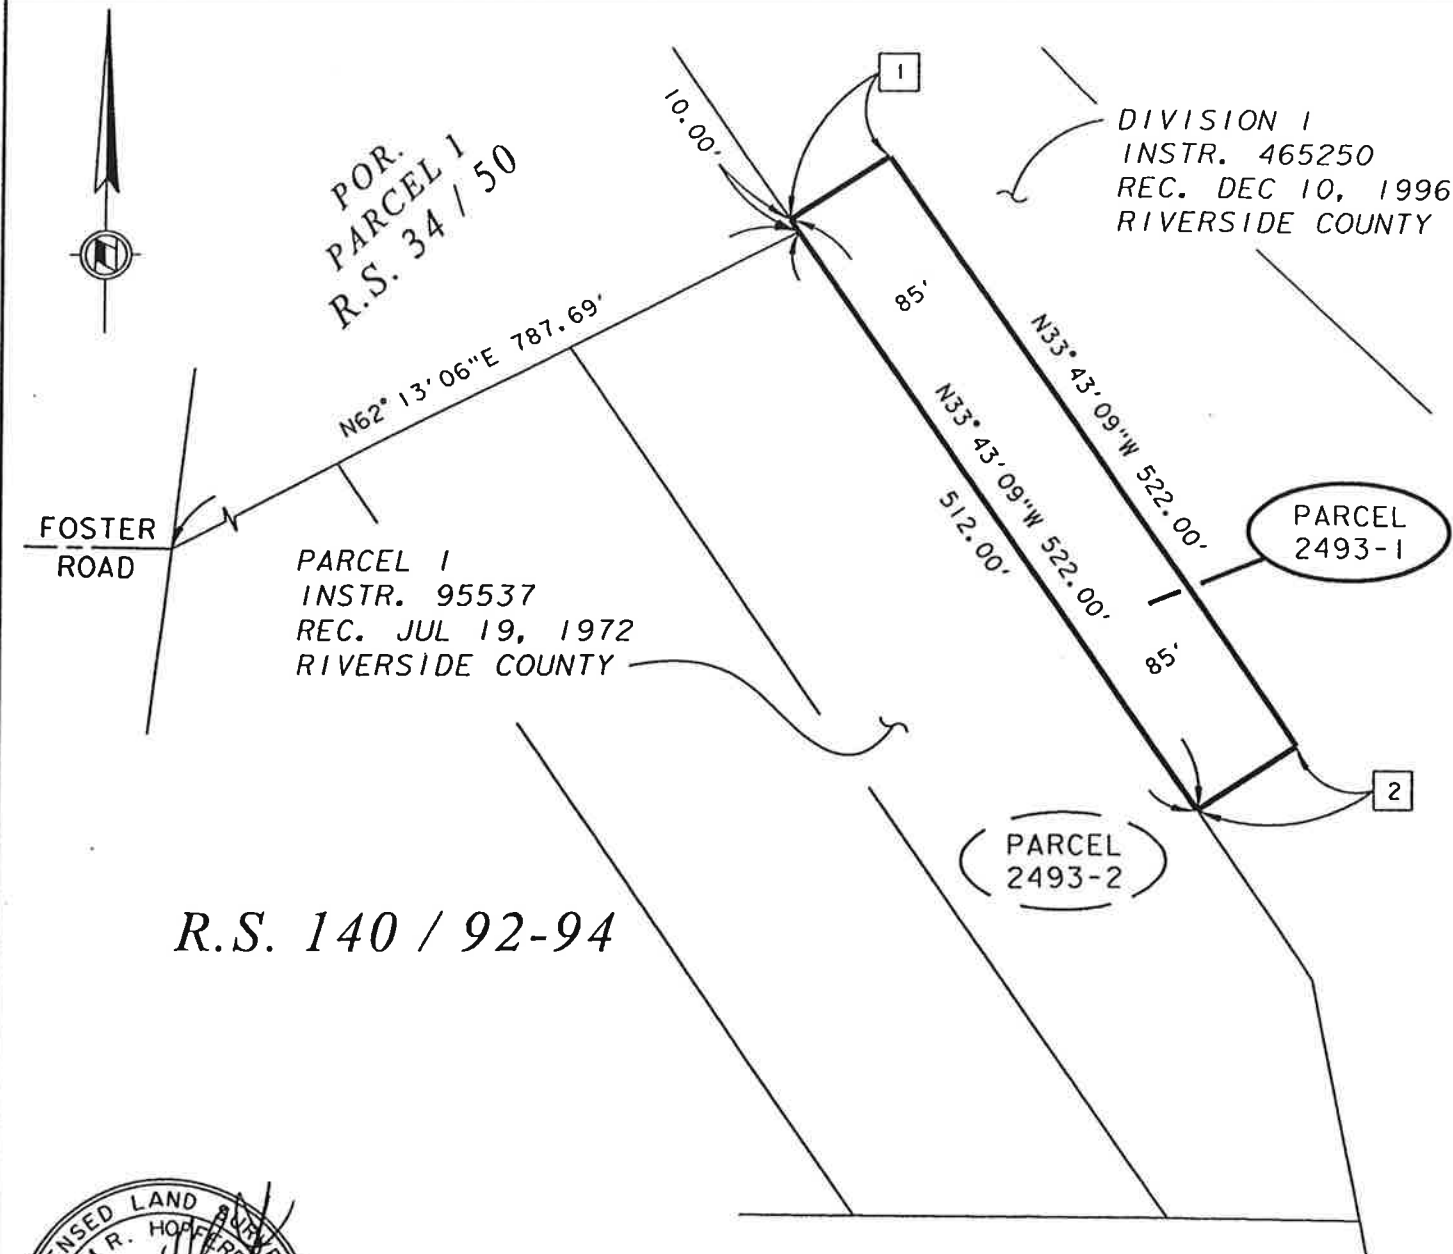 1
10.00'
DIVISION 1
INSTR. 465250
REC. DEC 10, 1996
RIVERSIDE COUNTY
POR.
PARCEL 1
R.S. 34 / 50
N
85'
N33°43'09"W 522.00'
N62°13'06"E 787.69'
N33°43'09"W 522.00'
512.00'
PARCEL
2493-1
FOSTER
ROAD
PARCEL 1
INSTR. 95537
REC. JUL 19, 1972
RIVERSIDE COUNTY
85'
2
PARCEL
2493-2
R.S. 140 / 92-94
LAND
R.